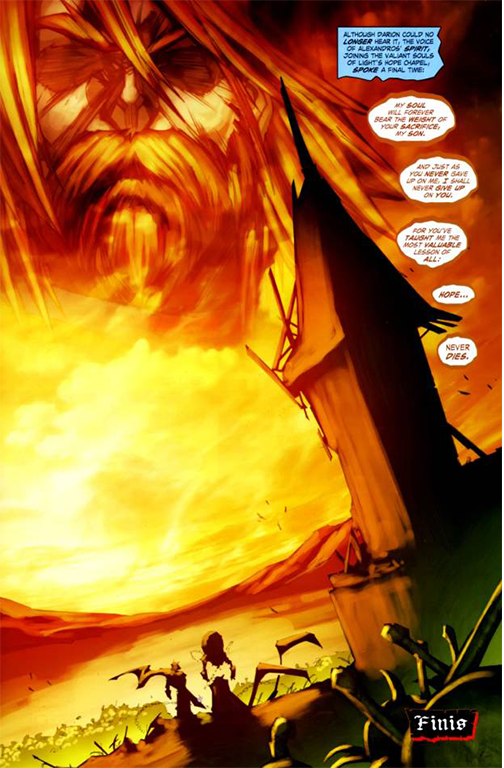 ALTHOUGH DARION COULD NO
LONGER HEAR IT, THE VOICE
OF ALEXANDROS' SPIRIT,
JOINING THE VALIANT SOULS
OF LIGHT'S HOPE CHAPEL,
SPOKE A FINAL TIME:
MY SOUL
WILL FOREVER
BEAR THE WEIGHT OF
YOUR SACRIFICE,
MY SON.
AND JUST AS
YOU NEVER GAVE
UP ON ME, I SHALL
NEVER GIVE UP
ON YOU.
FOR YOU'VE
TAUGHT ME THE
MOST VALUABLE
LESSON OF
ALL:
HOPE...
NEVER
DIES.
Finis